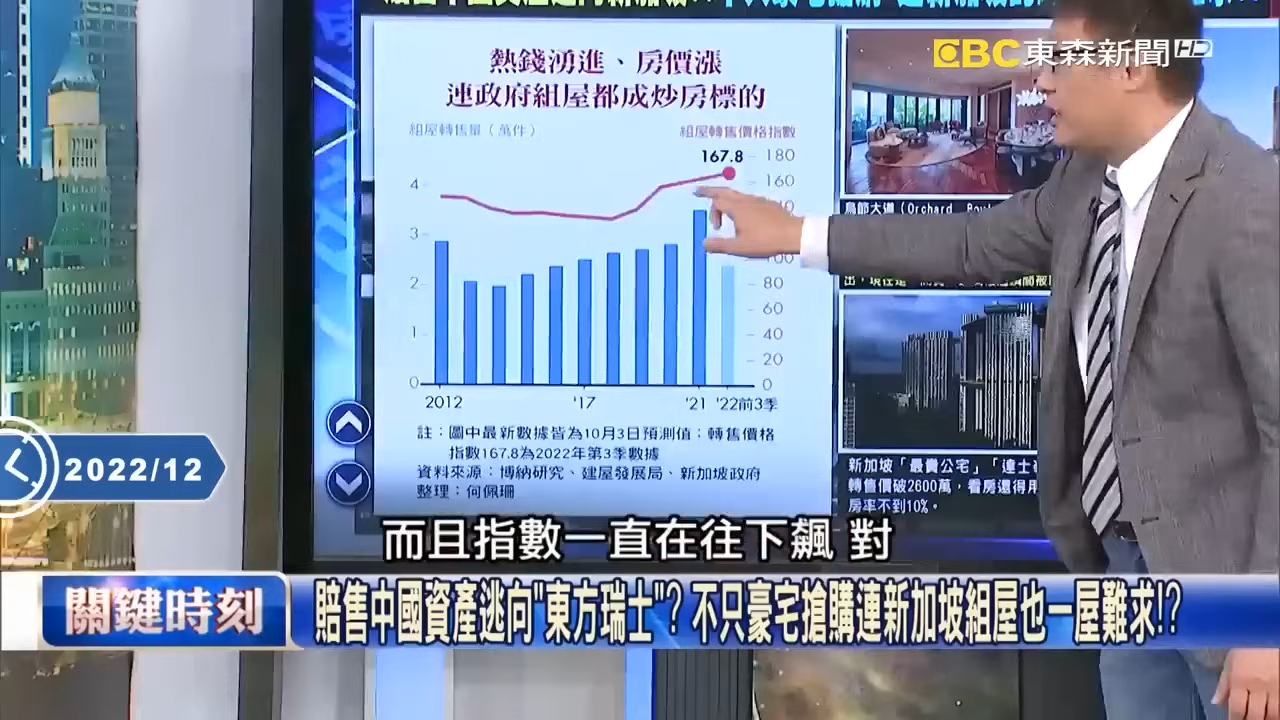 EBC 東森新聞 HD
熱錢湧進、房價漲
連政府組屋都成炒房標的
組屋轉售量（萬件）
組屋轉售價格指數
167.8
180
160
100
80
60
40
20
0
4
3
2
1
0
2012 '17 '21 '22前3季
註：圖中最新數據皆為10月3日預測值；轉售價格
指數167.8為2022年第3季數據
資料來源：博納研究、建屋發展局、新加坡政府
整理：何佩珊
烏節大道（Orchard
新加坡「最貴公宅」「達士
轉售價破2600萬，看房還得用
房率不到10%。
2022/12
而且指數一直在往下飆 對
關鍵時刻
賠售中國資產逃向"東方瑞士"? 不只豪宅搶購連新加坡組屋也一屋難求!?